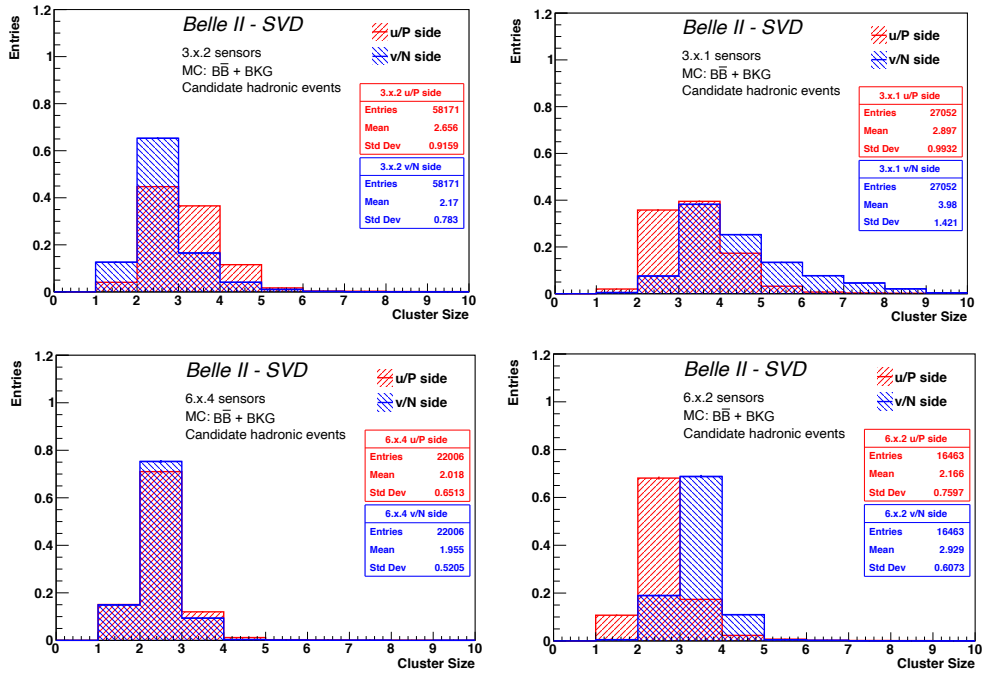 Entries
1.2
1
0.8
0.6
0.4
0.2
0
Belle II - SVD
3.x.2 sensors
MC: BB̅ + BKG
Candidate hadronic events
u/P side
v/N side
3.x.2 u/P side
Entries 58171
Mean 2.656
Std Dev 0.9159
3.x.2 v/N side
Entries 58171
Mean 2.17
Std Dev 0.783
0 1 2 3 4 5 6 7 8 9 10
Cluster Size
Entries
1.2
1
0.8
0.6
0.4
0.2
0
Belle II - SVD
3.x.1 sensors
MC: BB̅ + BKG
Candidate hadronic events
u/P side
v/N side
3.x.1 u/P side
Entries 27052
Mean 2.897
Std Dev 0.9932
3.x.1 v/N side
Entries 27052
Mean 3.98
Std Dev 1.421
0 1 2 3 4 5 6 7 8 9 10
Cluster Size
Entries
1.2
1
0.8
0.6
0.4
0.2
0
Belle II - SVD
6.x.4 sensors
MC: BB̅ + BKG
Candidate hadronic events
u/P side
v/N side
6.x.4 u/P side
Entries 22006
Mean 2.018
Std Dev 0.6513
6.x.4 v/N side
Entries 22006
Mean 1.955
Std Dev 0.5205
0 1 2 3 4 5 6 7 8 9 10
Cluster Size
Entries
1.2
1
0.8
0.6
0.4
0.2
0
Belle II - SVD
6.x.2 sensors
MC: BB̅ + BKG
Candidate hadronic events
u/P side
v/N side
6.x.2 u/P side
Entries 16463
Mean 2.166
Std Dev 0.7597
6.x.2 v/N side
Entries 16463
Mean 2.929
Std Dev 0.6073
0 1 2 3 4 5 6 7 8 9 10
Cluster Size